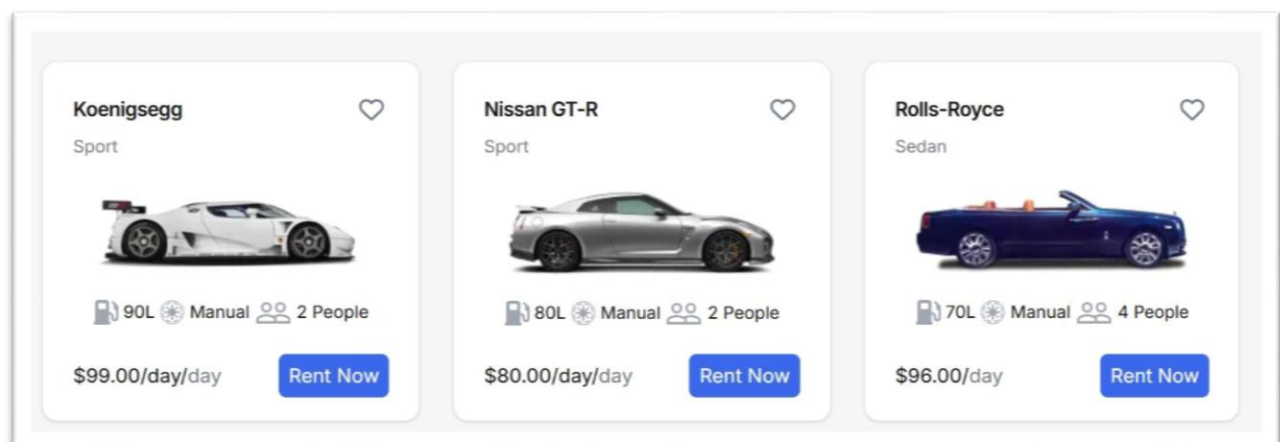 Koenigsegg
Sport
90L Manual 2 People
$99.00/day/day
Rent Now
Nissan GT-R
Sport
80L Manual 2 People
$80.00/day/day
Rent Now
Rolls-Royce
Sedan
70L Manual 4 People
$96.00/day
Rent Now